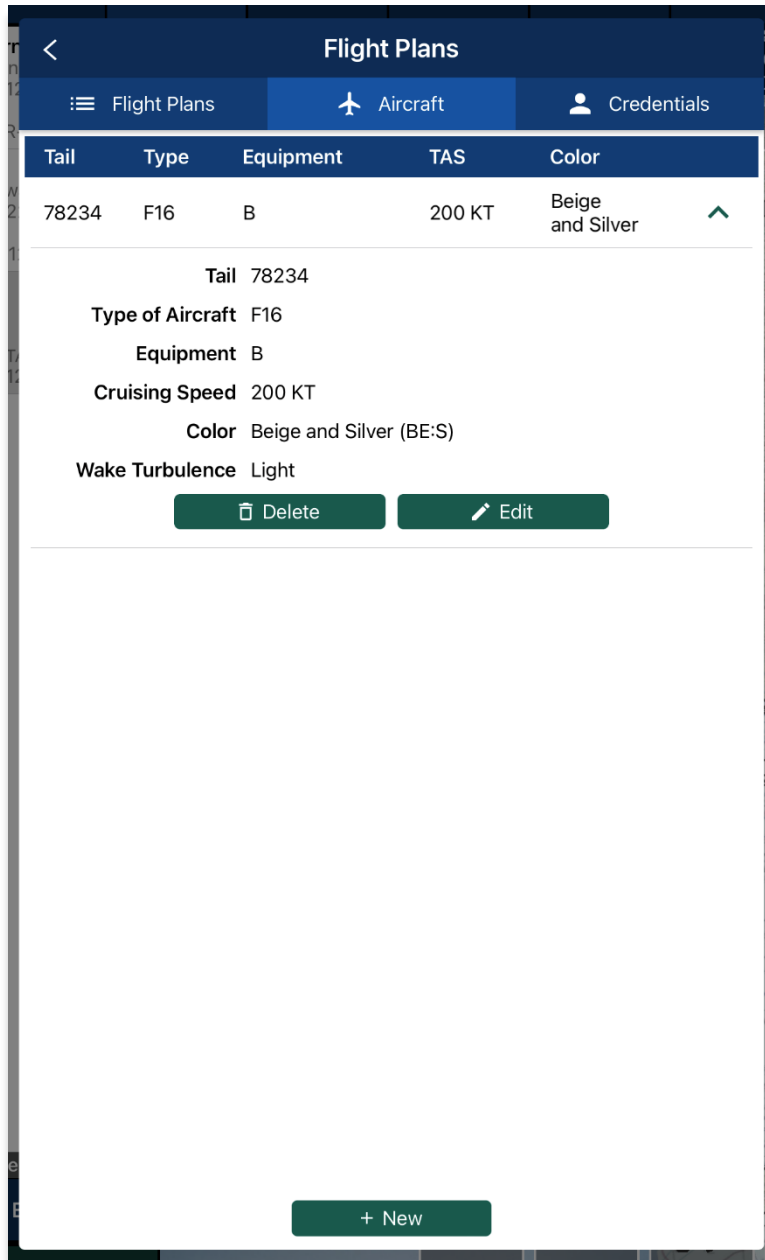 Flight Plans
Flight Plans Aircraft Credentials
Tail Type Equipment TAS Color
78234 F16 B 200 KT Beige
and Silver
Tail 78234
Type of Aircraft F16
Equipment B
Cruising Speed 200 KT
Color Beige and Silver (BE:S)
Wake Turbulence Light
Delete Edit
+ New